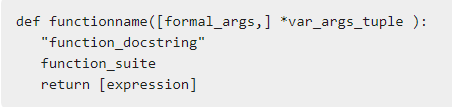 def functionname([formal_args,] *var_args_tuple ):
   "function_docstring"
   function_suite
   return [expression]